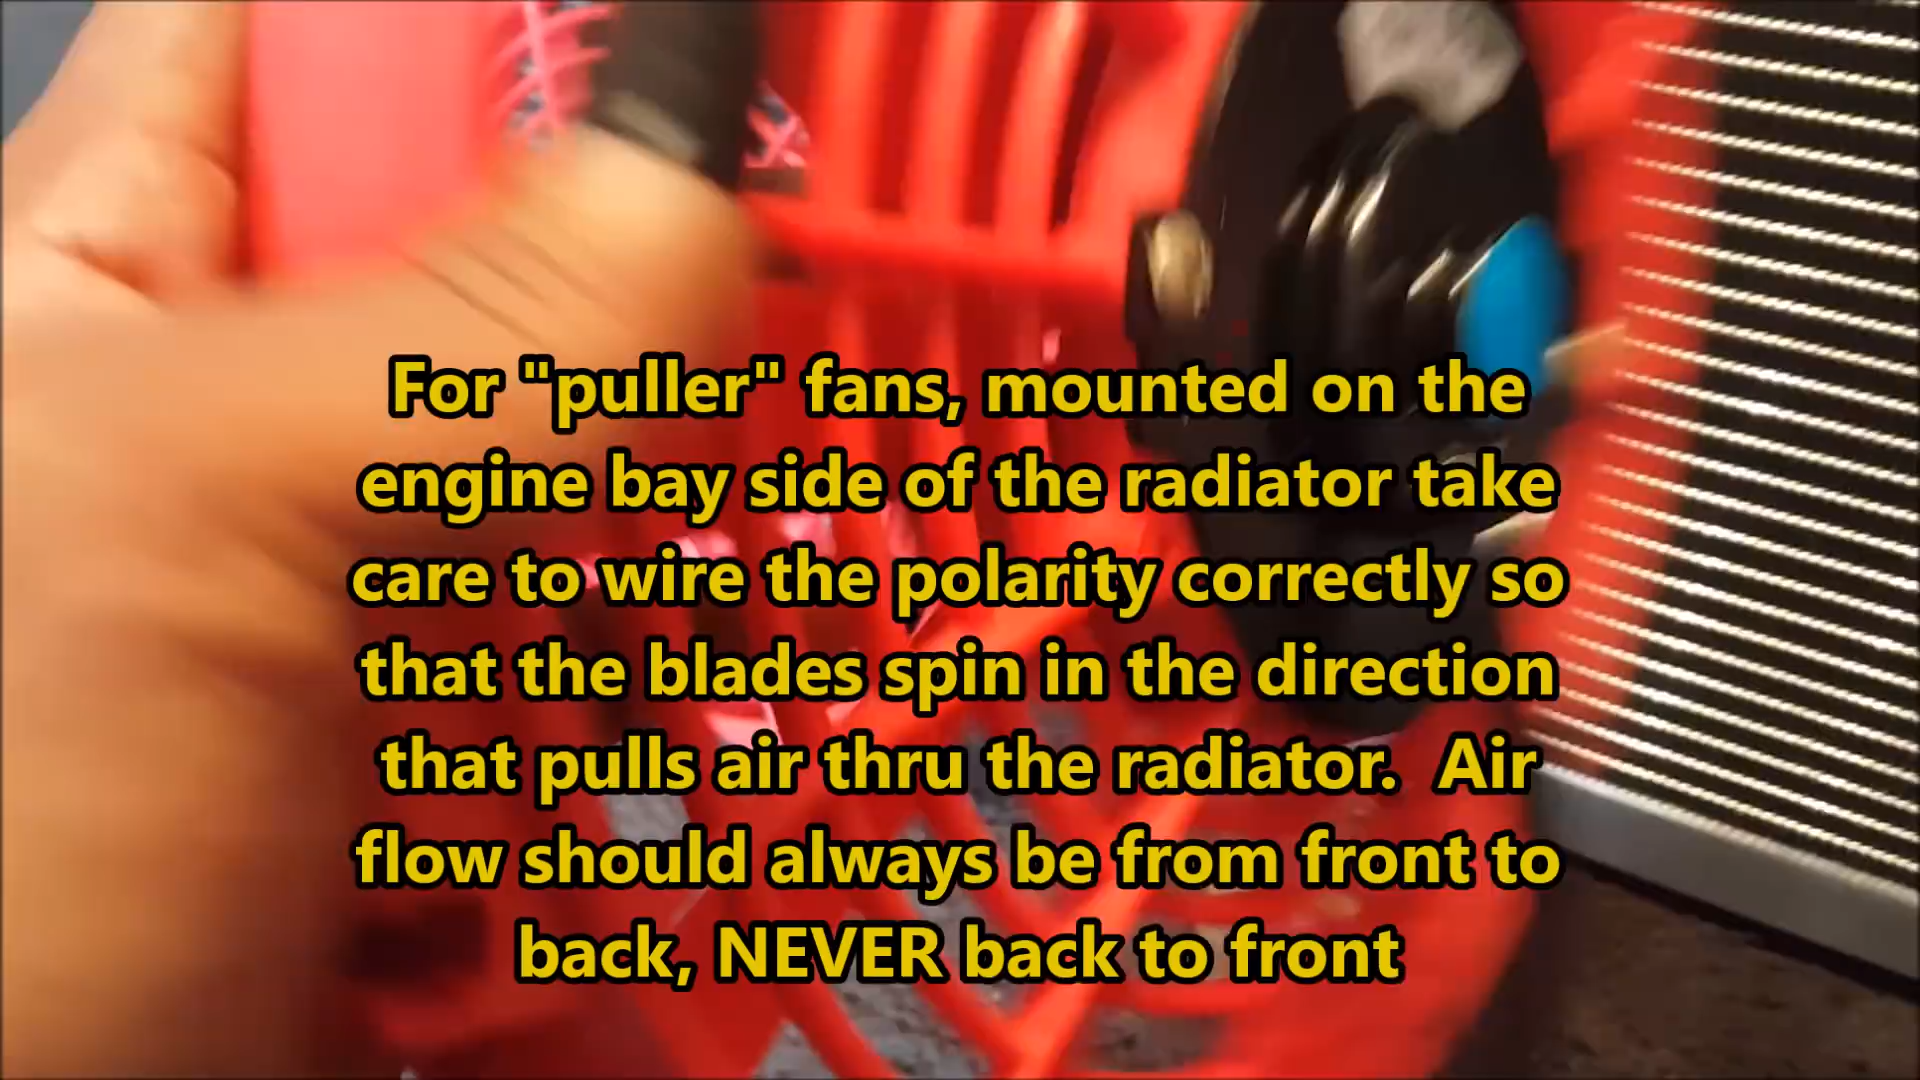 For "puller" fans, mounted on the
engine bay side of the radiator take
care to wire the polarity correctly so
that the blades spin in the direction
that pulls air thru the radiator.  Air
flow should always be from front to
back, NEVER back to front